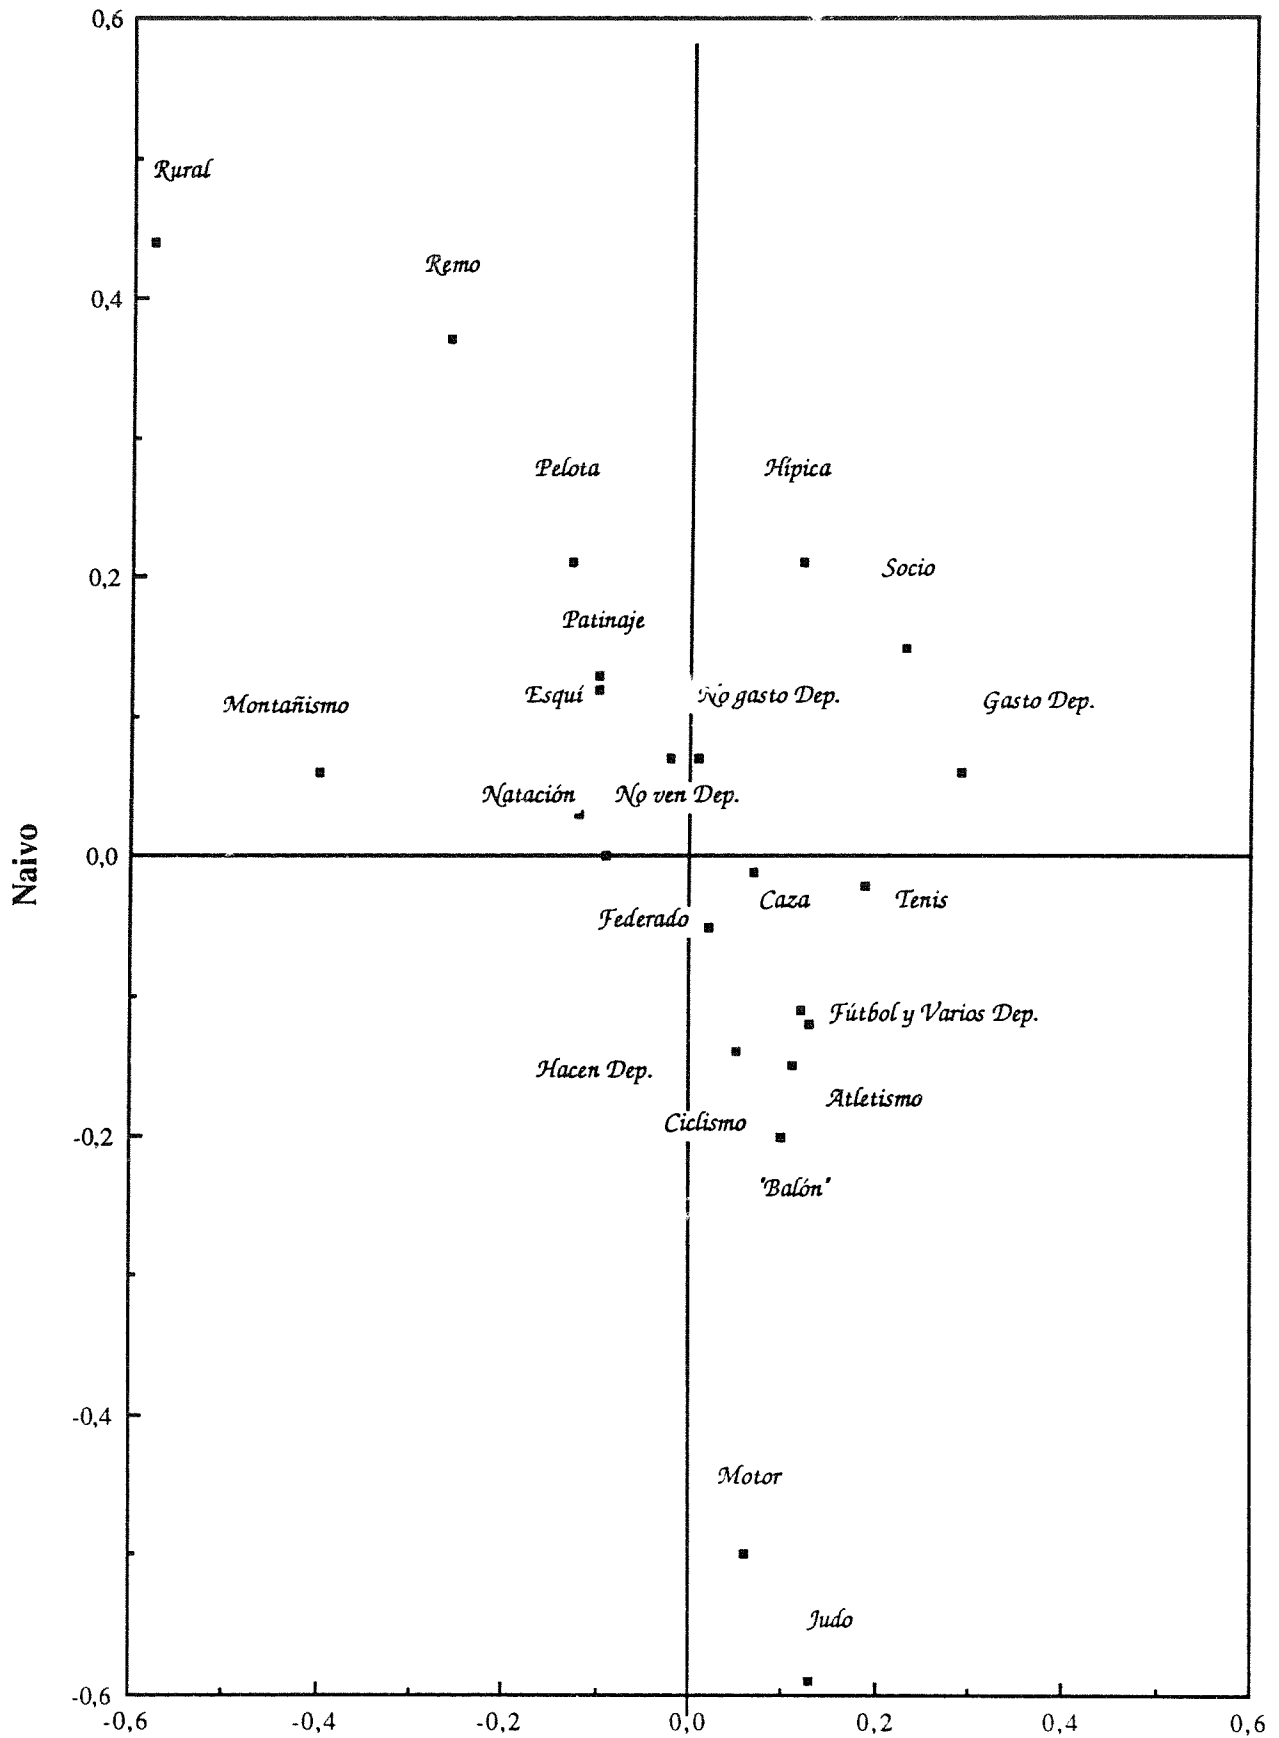 0,6
Rural
Remo
0,4
Pelota
Hípica
0,2
Socio
Patinaje
Esquí
No gasto Dep.
Montañismo
Gasto Dep.
Natación
No ven Dep.
Naivo
0,0
Caza
Tenis
Federado
Fútbol y Varios Dep.
Hacen Dep.
Atletismo
Ciclismo
-0,2
"Balón"
-0,4
Motor
Judo
-0,6
-0,6 -0,4 -0,2 0,0 0,2 0,4 0,6